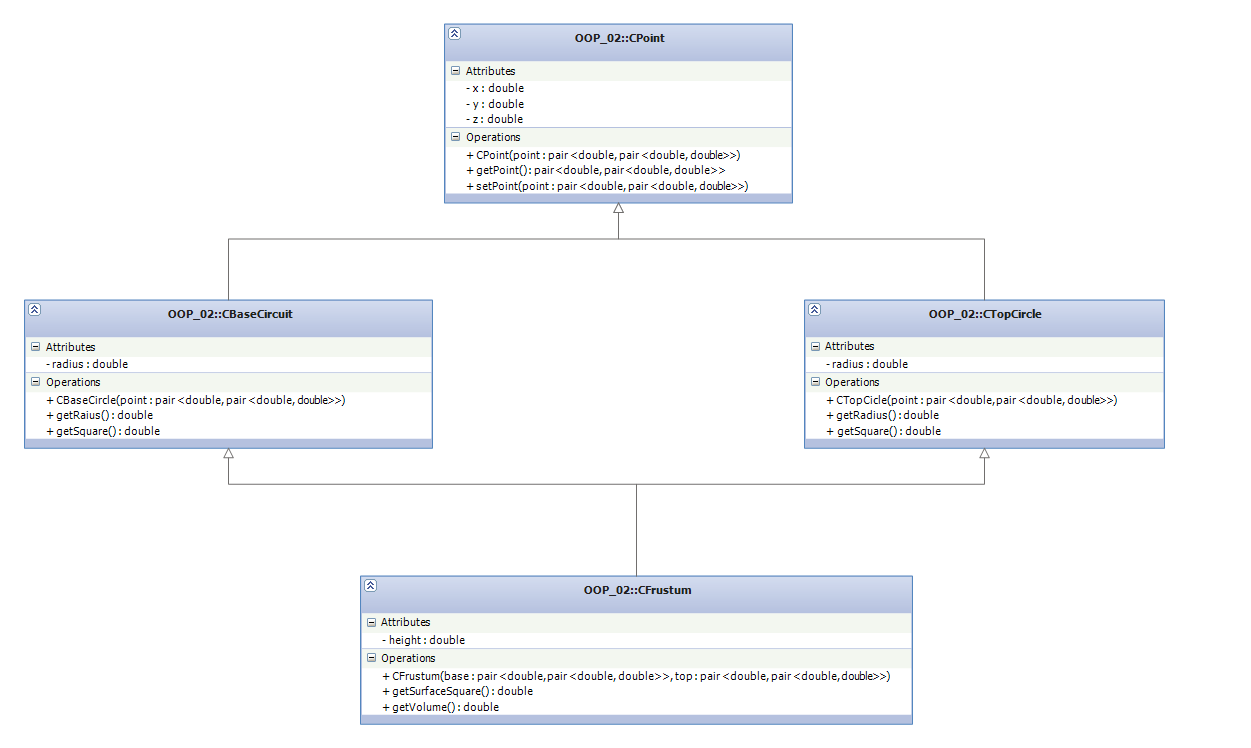 OOP_02::CPoint
Attributes
- x : double
- y : double
- z : double
Operations
+ CPoint(point : pair <double, pair <double, double>>)
+ getPoint() : pair <double, pair <double, double>>
+ setPoint(point : pair <double, pair <double, double>>)
OOP_02::CBaseCircuit
Attributes
- radius : double
Operations
+ CBaseCircle(point : pair <double, pair <double, double>>)
+ getRaius() : double
+ getSquare() : double
OOP_02::CTopCircle
Attributes
- radius : double
Operations
+ CTopCicle(point : pair <double, pair <double, double>>)
+ getRadius() : double
+ getSquare() : double
OOP_02::CFrustum
Attributes
- height : double
Operations
+ CFrustum(base : pair <double, pair <double, double>>, top : pair <double, pair <double, double>>)
+ getSurfaceSquare() : double
+ getVolume() : double